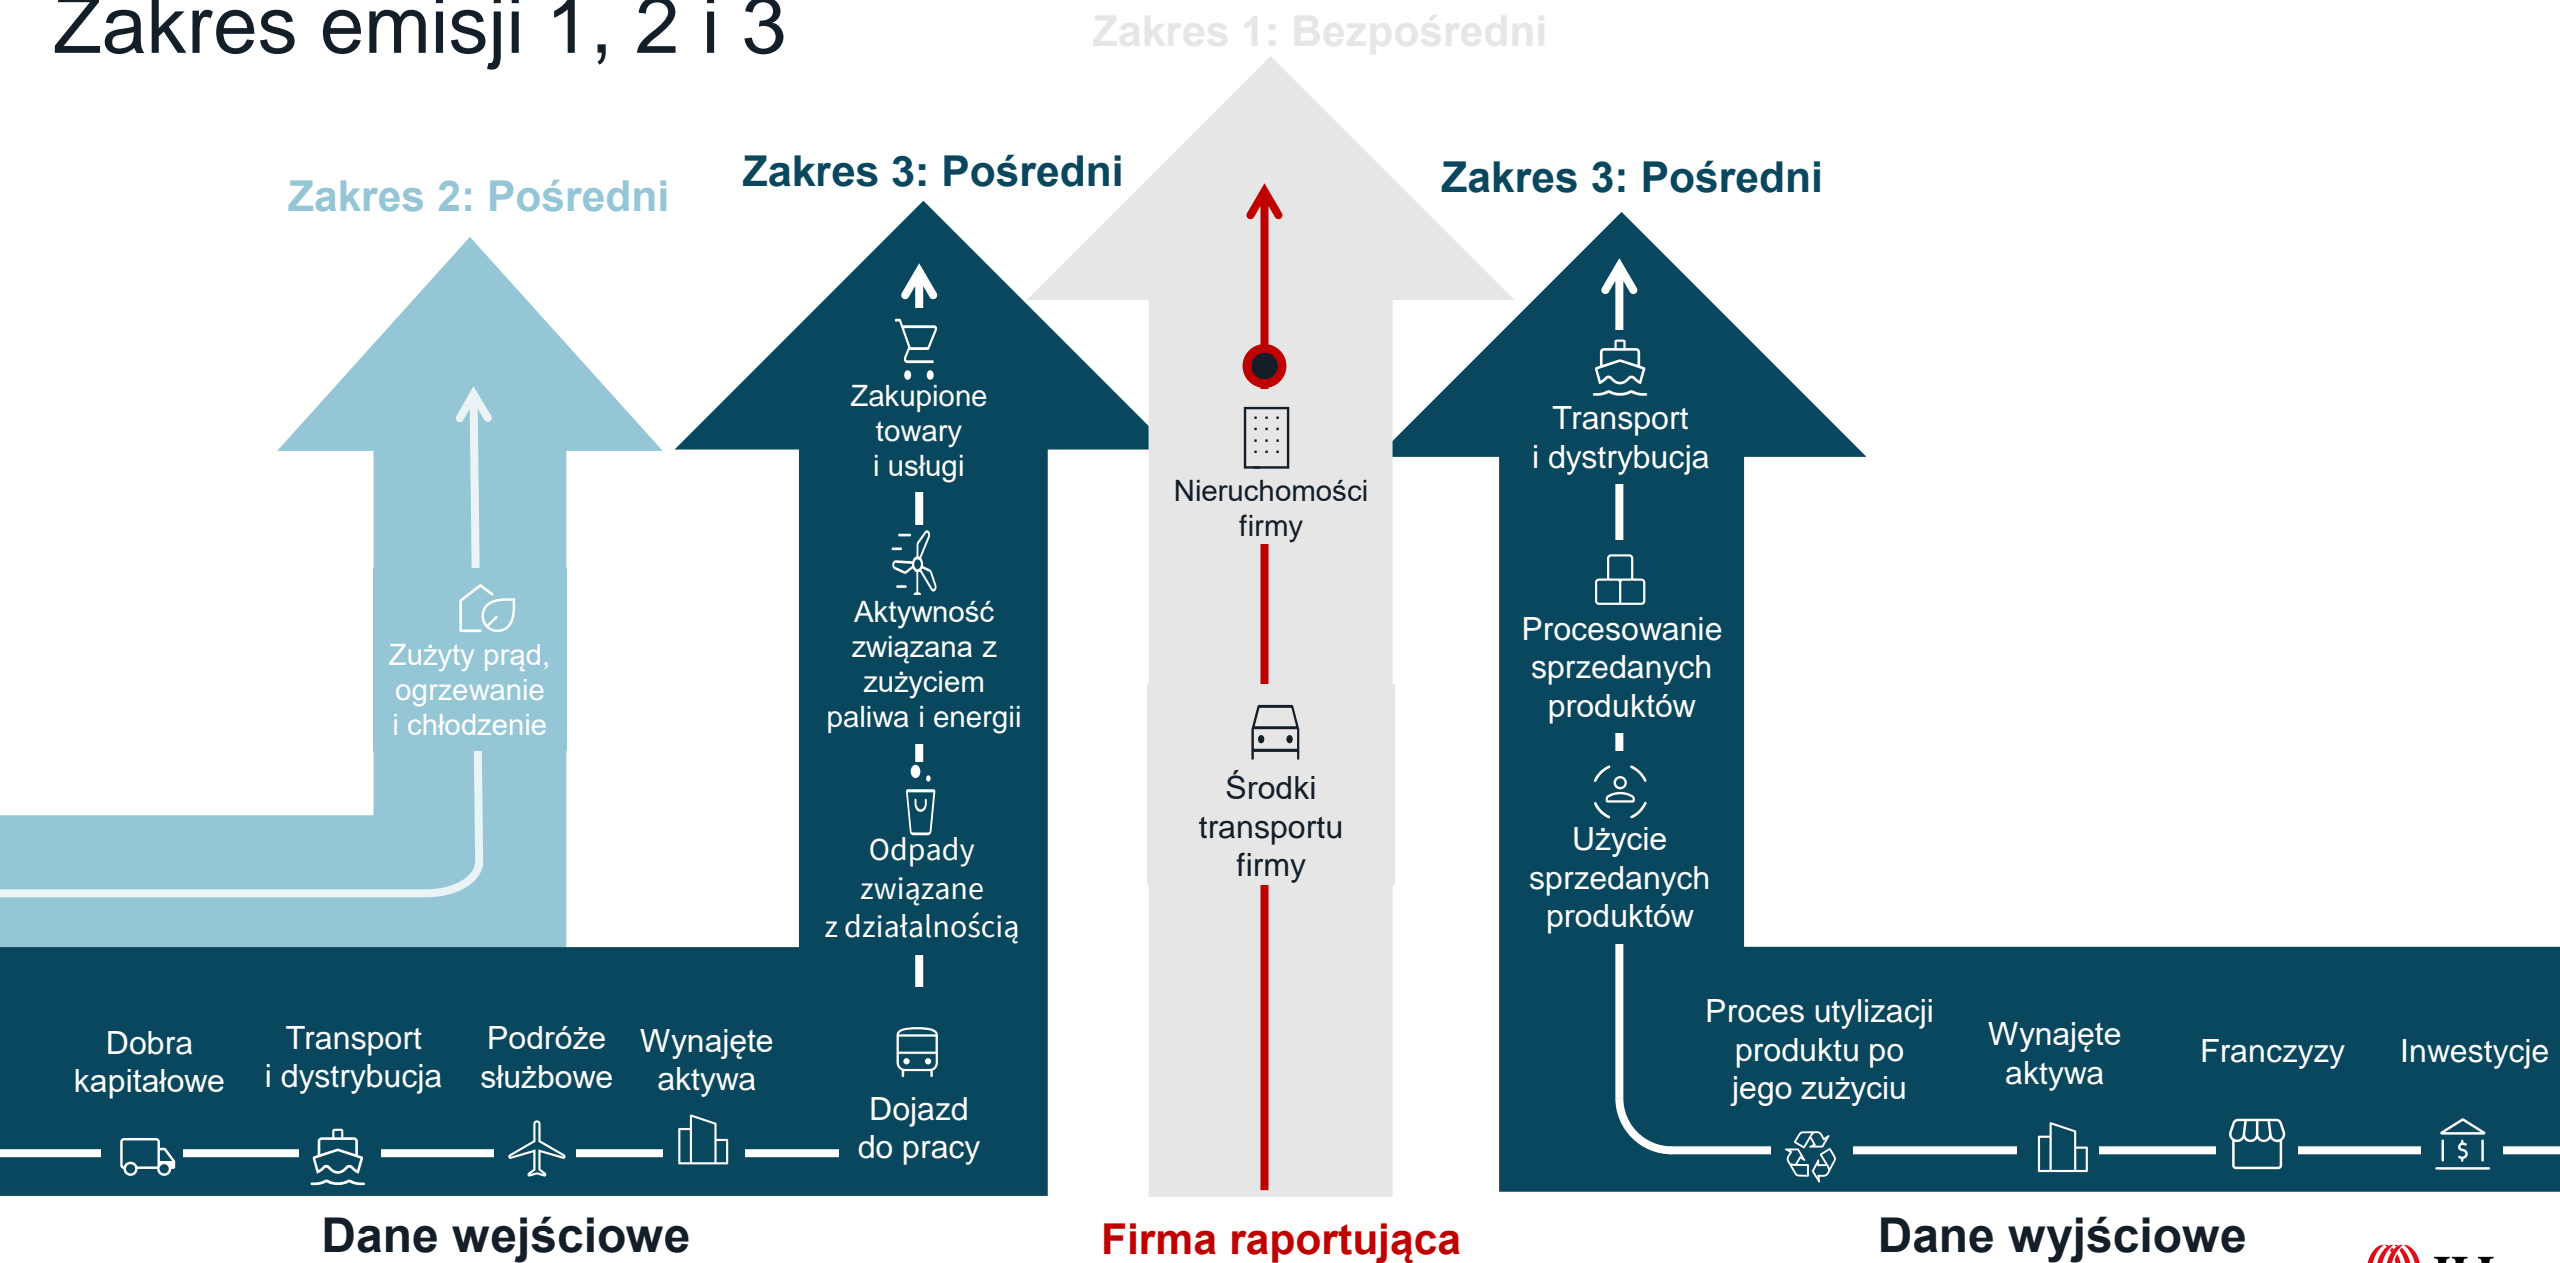 Zakres emisji 1, 2 i 3
Zakres 1: Bezpośredni
Zakres 2: Pośredni
Zakres 3: Pośredni
Zakres 3: Pośredni
Zużyty prąd,
ogrzewanie
i chłodzenie
Zakupione
towary
i usługi
Aktywność
związana z
zużyciem
paliwa i energii
Odpady
związane
z działalnością
Dojazd
do pracy
Dobra
kapitałowe
Transport
i dystrybucja
Podróże
służbowe
Wynajęte
aktywa
Nieruchomości
firmy
Środki
transportu
firmy
Transport
i dystrybucja
Procesowanie
sprzedanych
produktów
Użycie
sprzedanych
produktów
Proces utylizacji
produktu po
jego zużyciu
Wynajęte
aktywa
Franczyzy
Inwestycje
$
Dane wejściowe
Firma raportująca
Dane wyjściowe